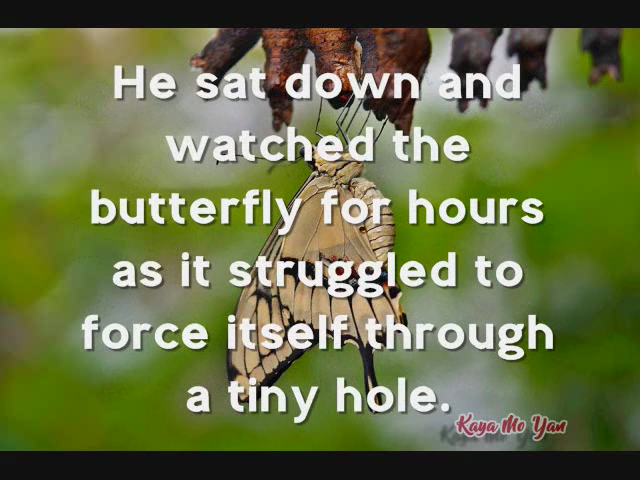 He sat down and
watched the
butterfly for hours
as it struggled to
force itself through
a tiny hole.
Kaya Mo Yan